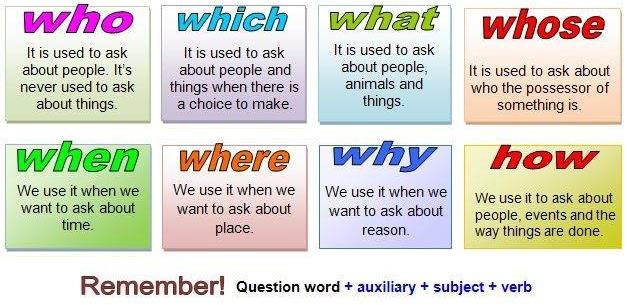 who
It is used to ask
about people. It's
never used to ask
about things.
which
It is used to ask
about people and
things when there is
a choice to make.
what
It is used to ask
about people,
animals and
things.
whose
It is used to ask about
who the possessor of
something is.
when
We use it when we
want to ask about
time.
where
We use it when we
want to ask about
place.
why
We use it when we
want to ask about
reason.
how
We use it to ask about
people, events and the
way things are done.
Remember! Question word + auxiliary + subject + verb